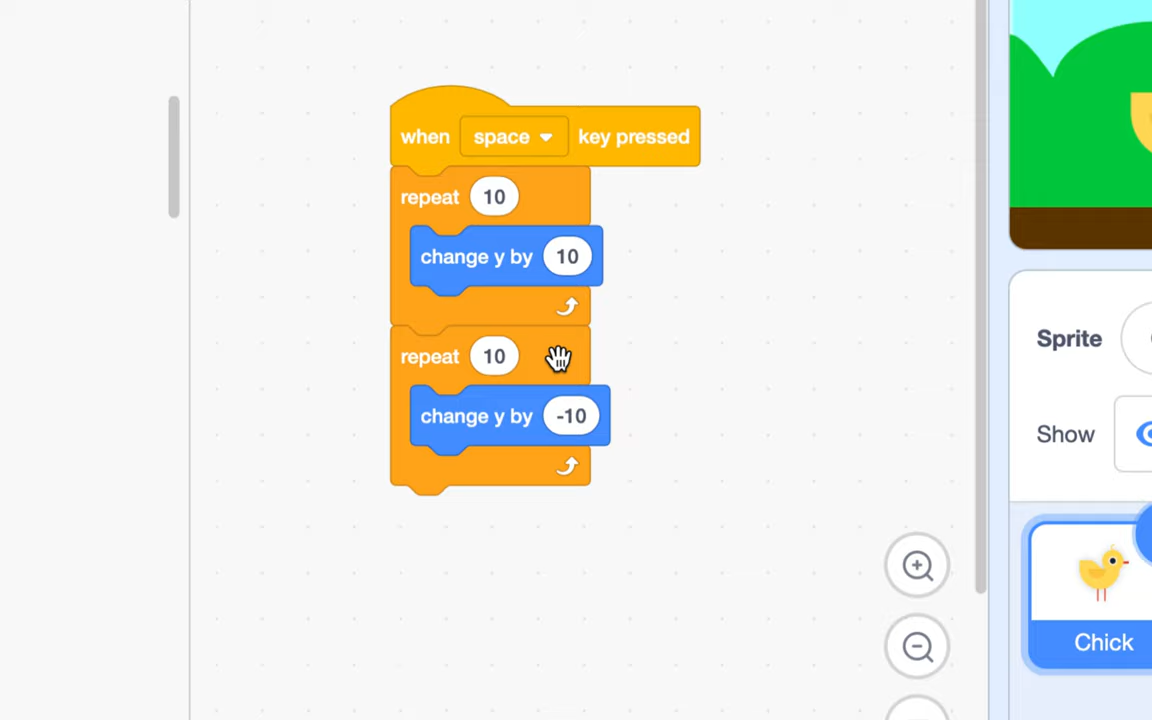 when space key pressed
repeat 10
change y by 10
repeat 10
change y by -10
Sprite
Show
Chick